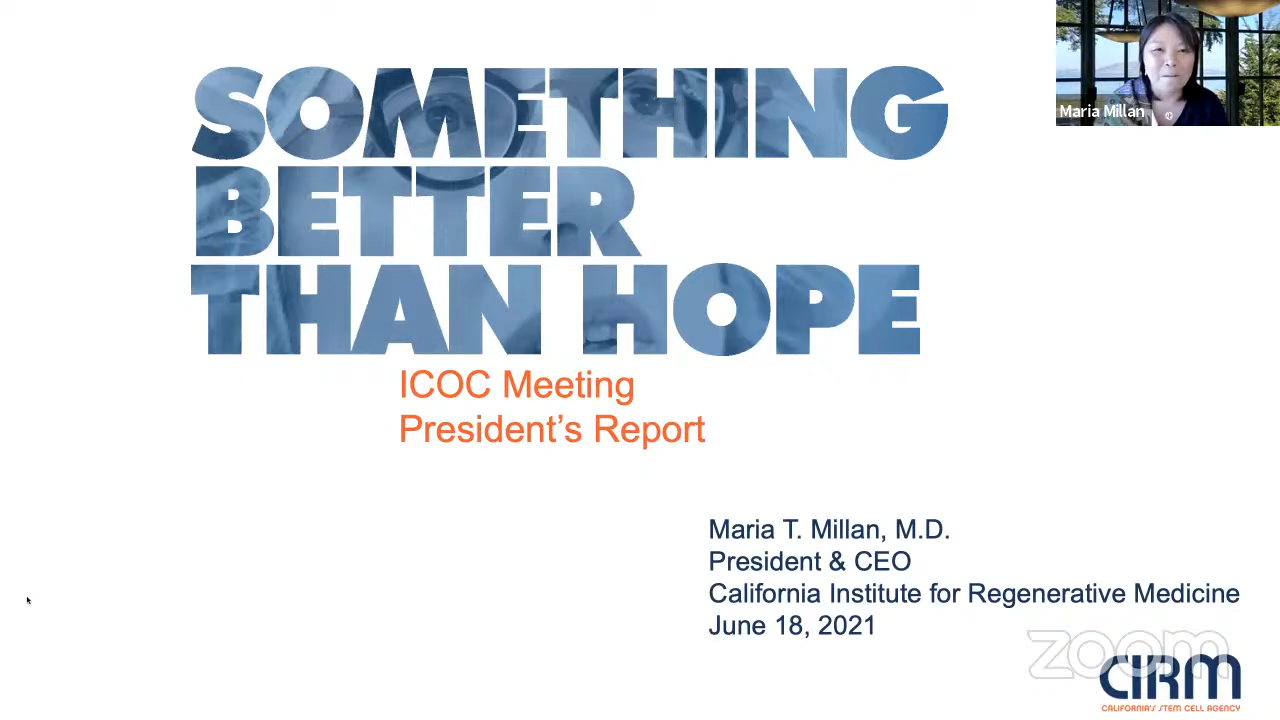 Maria Millan
SOMETHING
BETTER
THAN HOPE
ICOC Meeting
President's Report
Maria T. Millan, M.D.
President & CEO
California Institute for Regenerative Medicine
June 18, 2021
zoom
CIRM
CALIFORNIA'S STEM CELL AGENCY